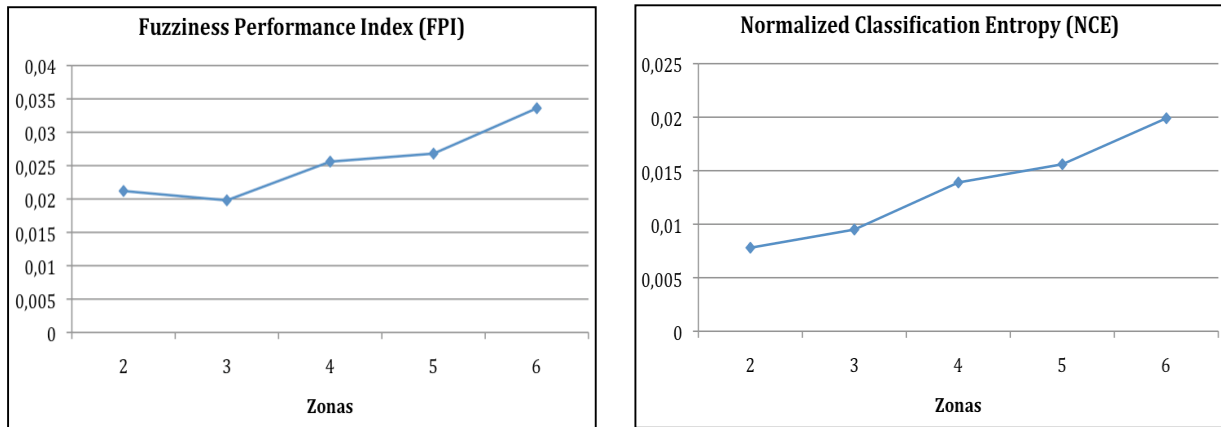 Fuzziness Performance Index (FPI)
0,04
0,035
0,03
0,025
0,02
0,015
0,01
0,005
0
2 3 4 5 6
Zonas
Normalized Classification Entropy (NCE)
0,025
0,02
0,015
0,01
0,005
0
2 3 4 5 6
Zonas